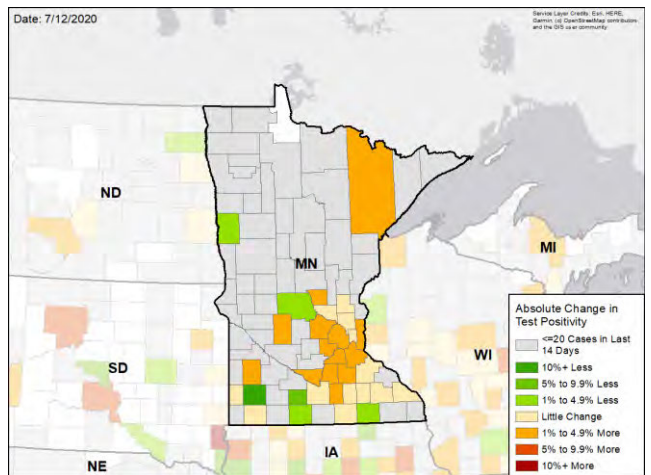 Date: 7/12/2020
Service Layer Credits: Esri, HERE,
Garmin, (c) OpenStreetMap contributors,
and the GIS user community
ND
MN
MI
SD
WI
NE
IA
Absolute Change in
Test Positivity
<=20 Cases in Last
14 Days
10%+ Less
5% to 9.9% Less
1% to 4.9% Less
Little Change
1% to 4.9% More
5% to 9.9% More
10%+ More